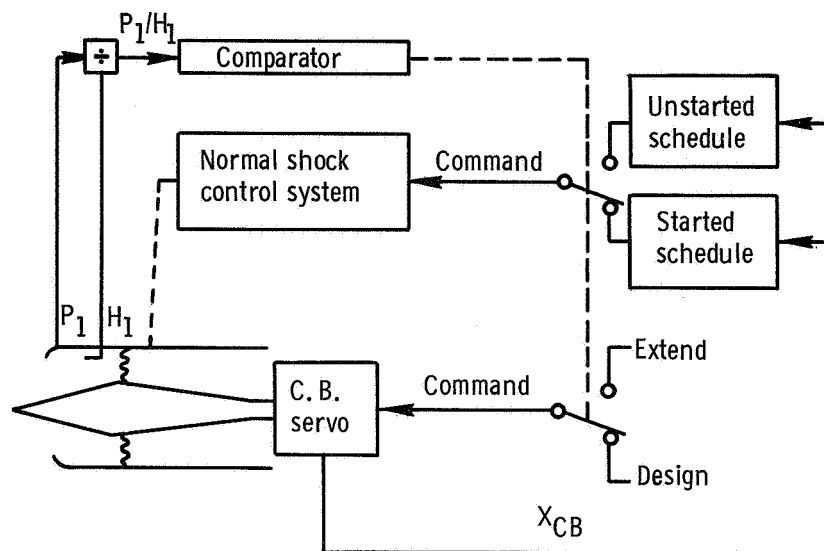 P1/H1
÷
Comparator
Unstarted
schedule
Normal shock
control system
Command
Started
schedule
P1
H1
Extend
C. B.
servo
Command
Design
XCB